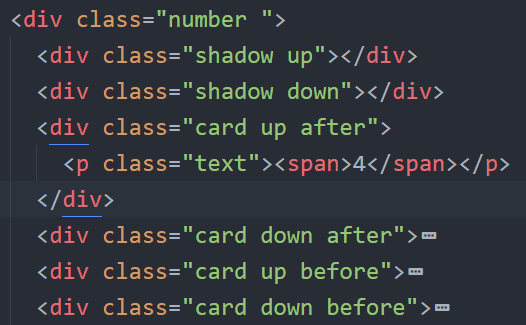 <div class="number ">
<div class="shadow up"></div>
<div class="shadow down"></div>
<div class="card up after">
<p class="text"><span>4</span></p>
</div>
<div class="card down after">…
<div class="card up before">…
<div class="card down before">…